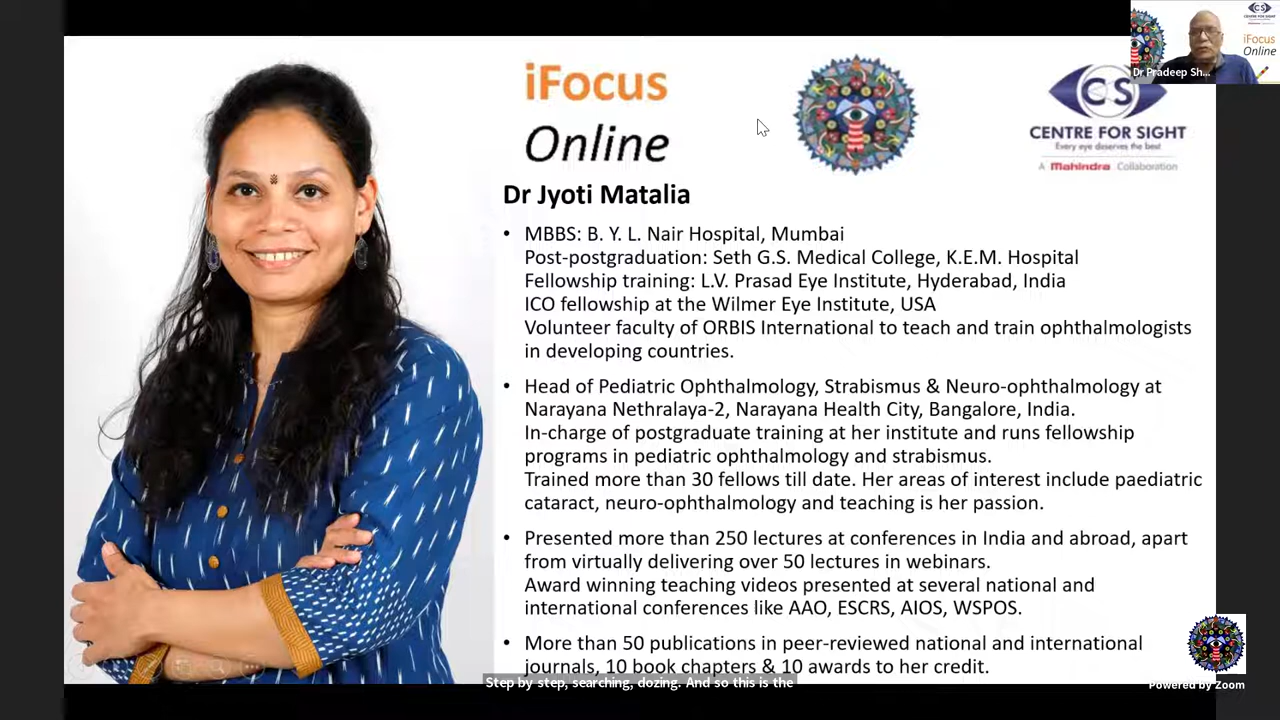 iFocus
Online
CS
CENTRE FOR SIGHT
Every eye deserves the best
A Mahindra Collaboration
CS
CENTRE FOR SIGHT
iFocus
Online
Dr Pradeep Sh...
Dr Jyoti Matalia
• MBBS: B. Y. L. Nair Hospital, Mumbai
Post-postgraduation: Seth G.S. Medical College, K.E.M. Hospital
Fellowship training: L.V. Prasad Eye Institute, Hyderabad, India
ICO fellowship at the Wilmer Eye Institute, USA
Volunteer faculty of ORBIS International to teach and train ophthalmologists
in developing countries.
• Head of Pediatric Ophthalmology, Strabismus & Neuro-ophthalmology at
Narayana Nethralaya-2, Narayana Health City, Bangalore, India.
In-charge of postgraduate training at her institute and runs fellowship
programs in pediatric ophthalmology and strabismus.
Trained more than 30 fellows till date. Her areas of interest include paediatric
cataract, neuro-ophthalmology and teaching is her passion.
• Presented more than 250 lectures at conferences in India and abroad, apart
from virtually delivering over 50 lectures in webinars.
Award winning teaching videos presented at several national and
international conferences like AAO, ESCRS, AIOS, WSPOS.
• More than 50 publications in peer-reviewed national and international
journals, 10 book chapters & 10 awards to her credit.
Step by step, searching, dozing. And so this is the
Powered by Zoom